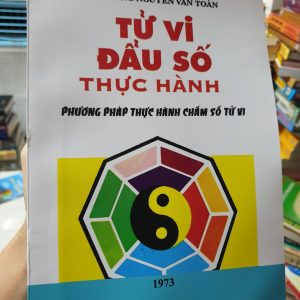 NGUYỄN VĂN TOÀN
TỬ VI
ĐẨU SỐ
THỰC HÀNH
PHƯƠNG PHÁP THỰC HÀNH CHẤM SỐ TỬ VI
1973